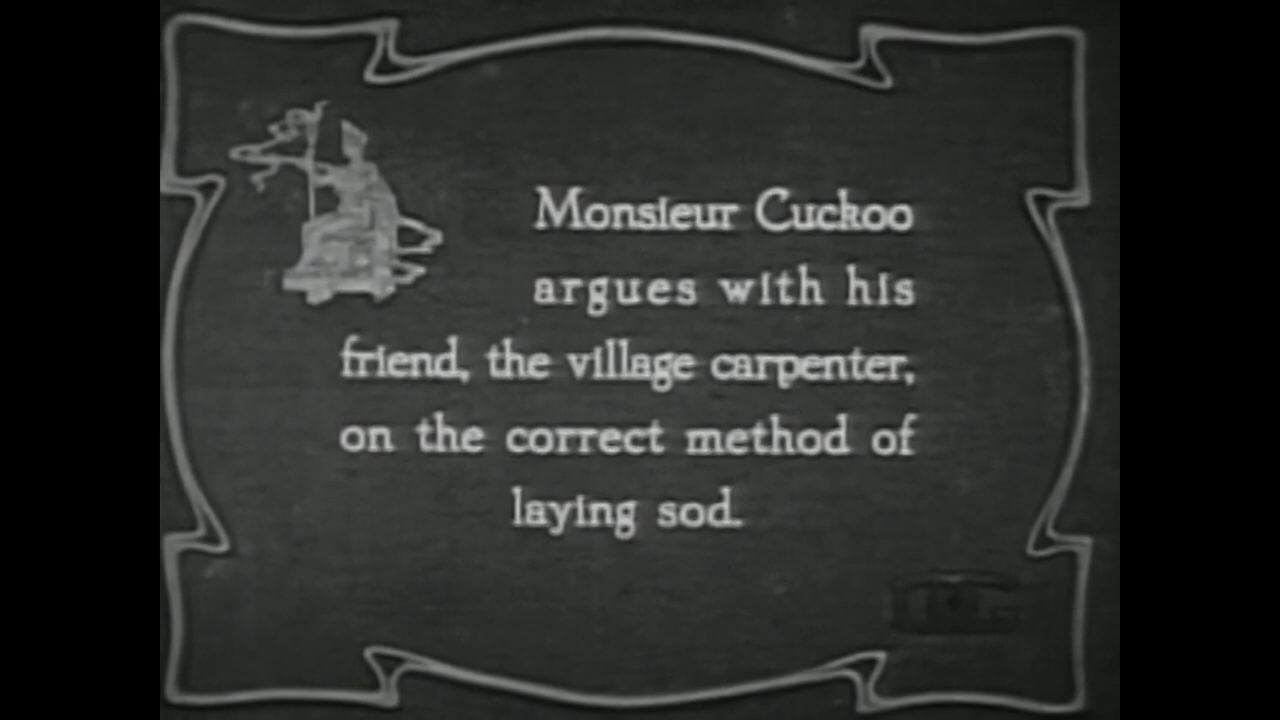 Monsieur Cuckoo
argues with his
friend, the village carpenter,
on the correct method of
laying sod.